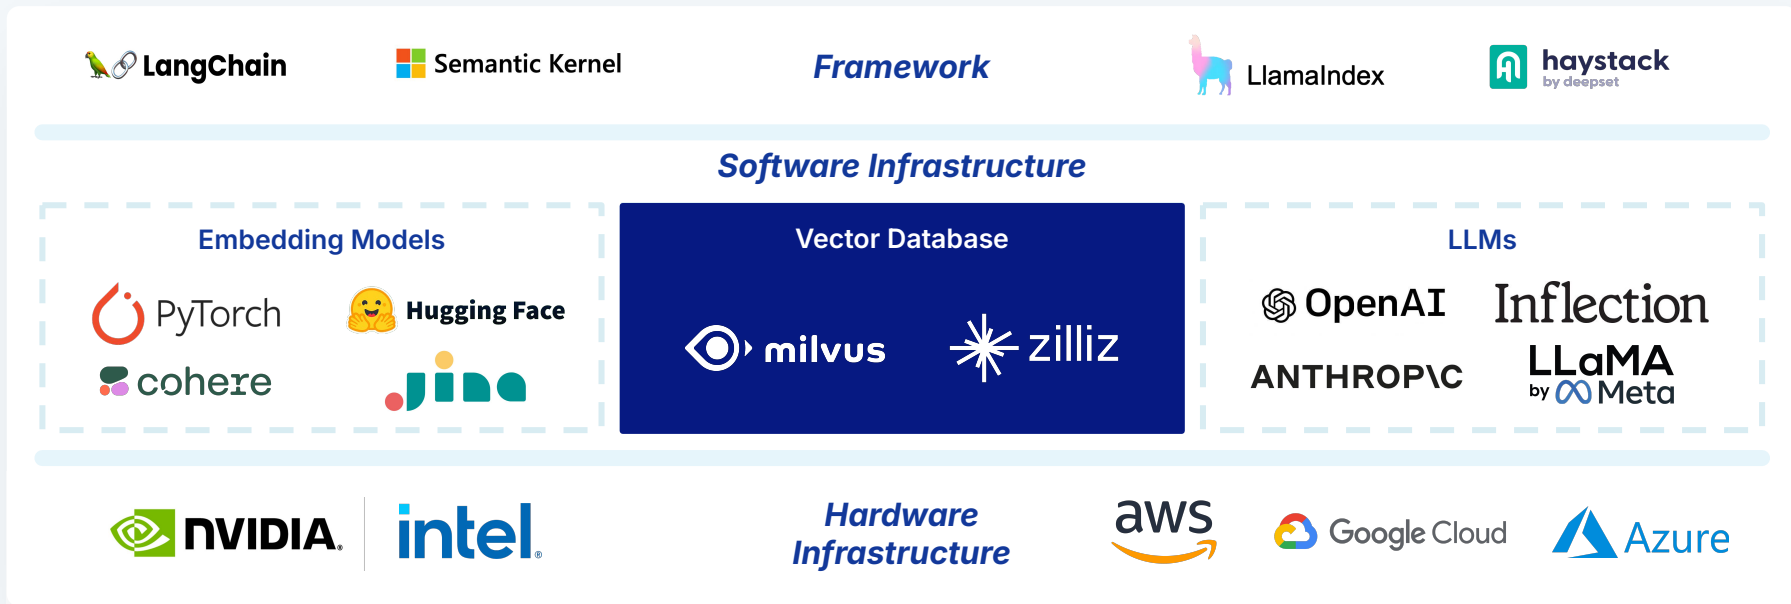 LangChain
Semantic Kernel
Framework
LlamaIndex
haystack
by deepset
Software Infrastructure
Embedding Models
PyTorch
Hugging Face
cohere
Jina
Vector Database
milvus
zilliz
LLMs
OpenAI
Inflection
ANTHROP\C
LLaMA
by Meta
NVIDIA.
intel.
Hardware
Infrastructure
aws
Google Cloud
Azure